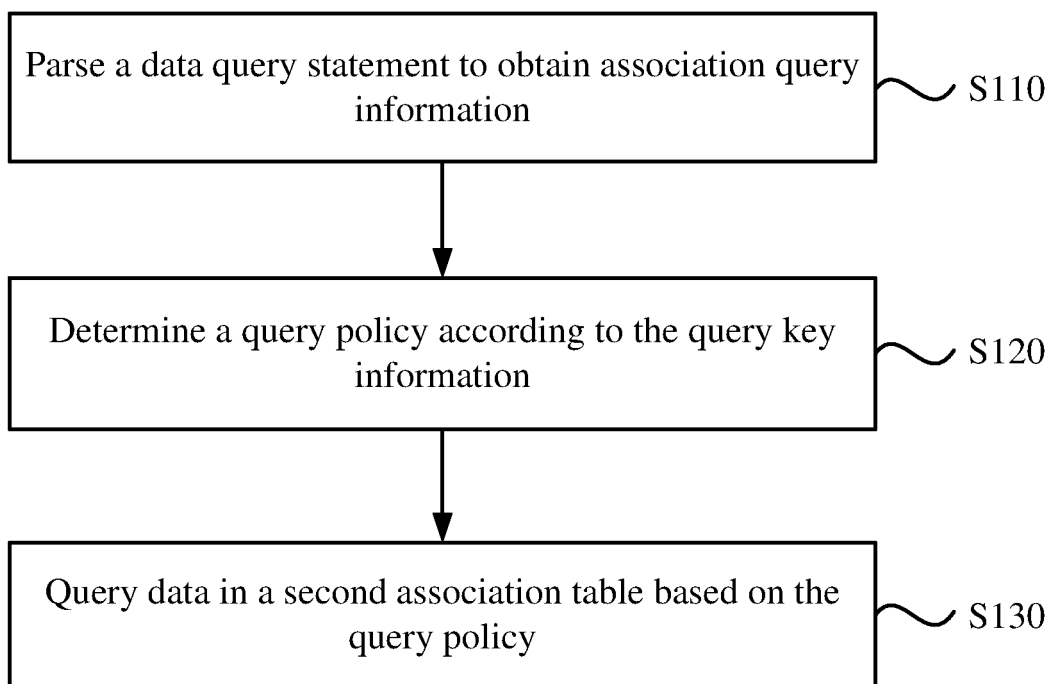 Parse a data query statement to obtain association query
information
S110
Determine a query policy according to the query key
information
S120
Query data in a second association table based on the
query policy
S130